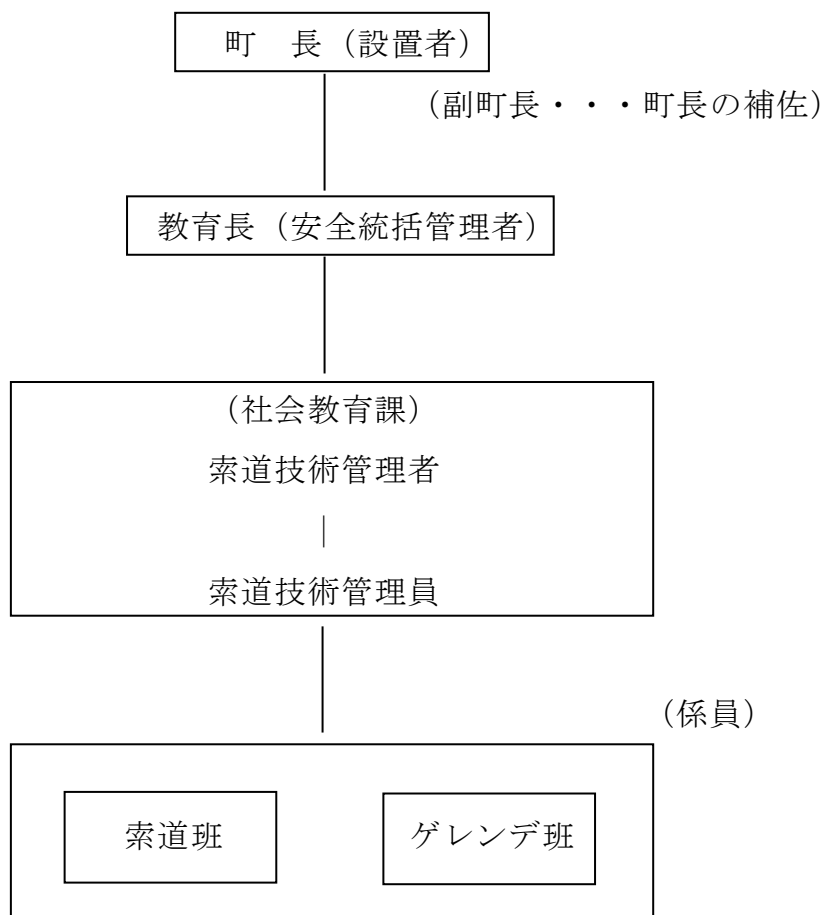 町　長（設置者）
（副町長・・・町長の補佐）
教育長（安全統括管理者）
（社会教育課）
索道技術管理者
｜
索道技術管理員
（係員）
索道班
ゲレンデ班